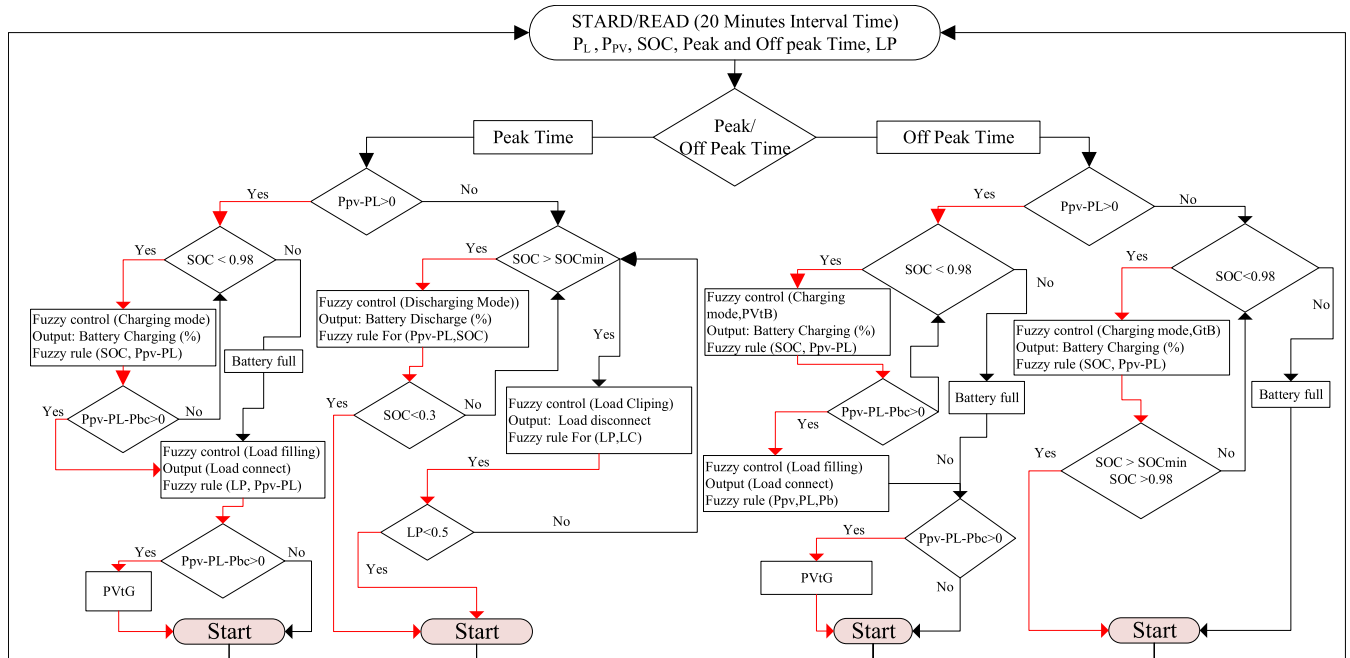 STARD/READ (20 Minutes Interval Time)
PL , PPV, SOC, Peak and Off peak Time, LP
Peak/
Off Peak Time
Peak Time
Off Peak Time
Ppv-PL>0
Yes
No
SOC < 0.98
Yes
No
Fuzzy control (Charging mode)
Output: Battery Charging (%)
Fuzzy rule (SOC, Ppv-PL)
Battery full
Ppv-PL-Pbc>0
Yes
No
Fuzzy control (Load filling)
Output (Load connect)
Fuzzy rule (LP, Ppv-PL)
Ppv-PL-Pbc>0
Yes
No
PVtG
Start
SOC > SOCmin
Yes
Yes
Fuzzy control (Discharging Mode))
Output: Battery Discharge (%)
Fuzzy rule For (Ppv-PL,SOC)
SOC<0.3
Yes
No
Fuzzy control (Load Cliping)
Output:  Load disconnect
Fuzzy rule For (LP,LC)
Yes
LP<0.5
No
Yes
Start
Ppv-PL>0
Yes
No
SOC < 0.98
Yes
No
Fuzzy control (Charging
mode,PVtB)
Output: Battery Charging (%)
Fuzzy rule (SOC, Ppv-PL)
Battery full
Ppv-PL-Pbc>0
Yes
No
No
Fuzzy control (Load filling)
Output (Load connect)
Fuzzy rule (Ppv,PL,Pb)
Ppv-PL-Pbc>0
Yes
No
PVtG
Start
SOC<0.98
Yes
No
Fuzzy control (Charging mode,GtB)
Output: Battery Charging (%)
Fuzzy rule (SOC, Ppv-PL)
Battery full
SOC > SOCmin
SOC >0.98
Yes
No
Start